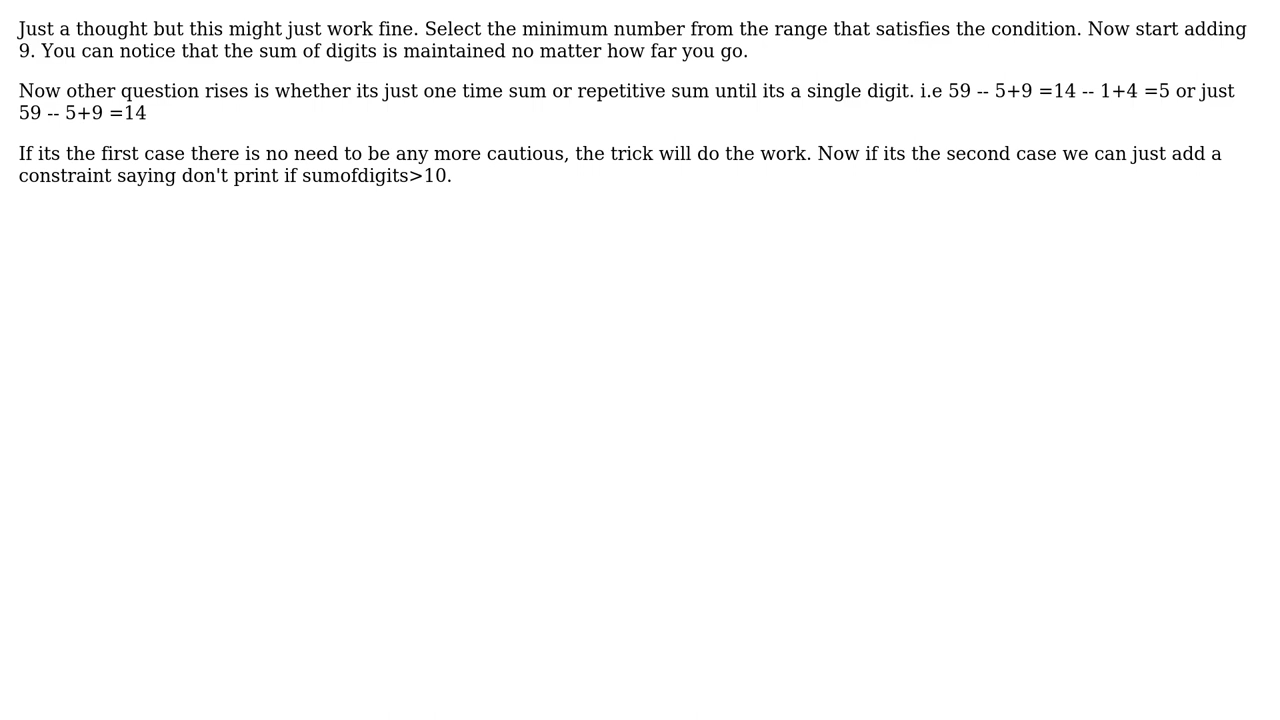 Just a thought but this might just work fine. Select the minimum number from the range that satisfies the condition. Now start adding
9. You can notice that the sum of digits is maintained no matter how far you go.
Now other question rises is whether its just one time sum or repetitive sum until its a single digit. i.e 59 -- 5+9 =14 -- 1+4 =5 or just
59 -- 5+9 =14
If its the first case there is no need to be any more cautious, the trick will do the work. Now if its the second case we can just add a
constraint saying don't print if sumofdigits>10.